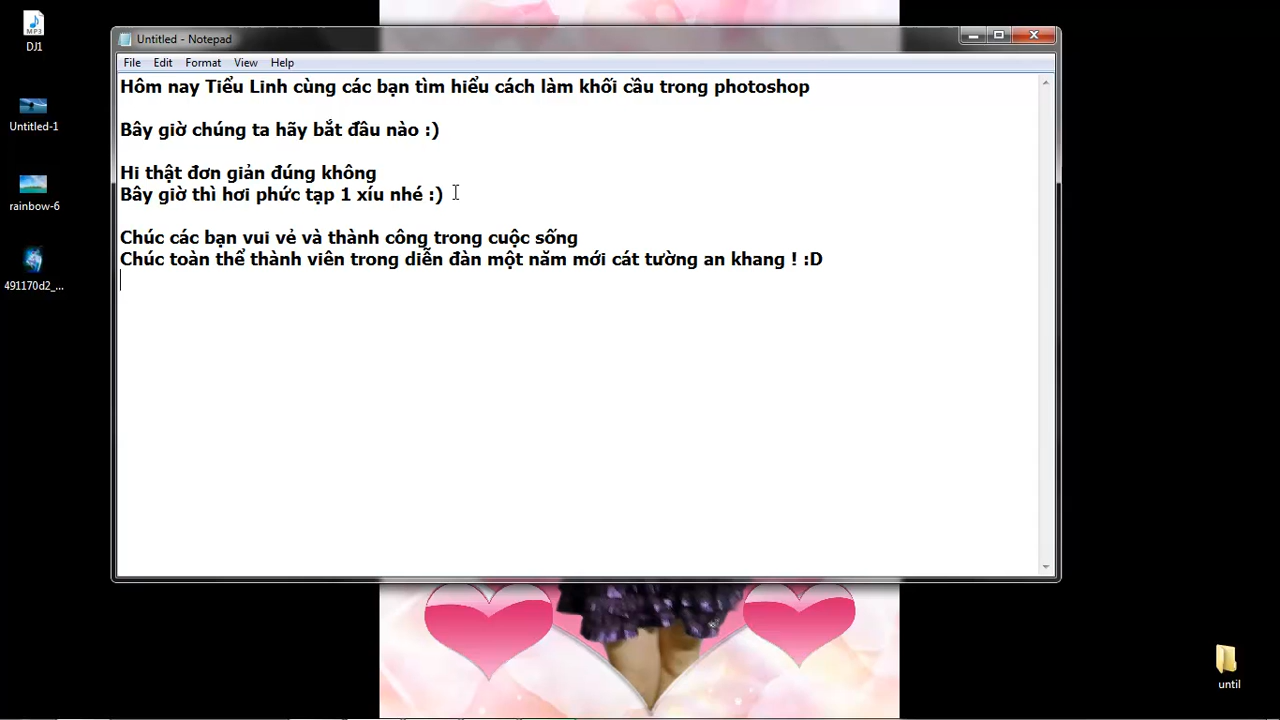 DJ1
Untitled-1
rainbow-6
491170d2_...
Untitled - Notepad
File Edit Format View Help
Hôm nay Tiểu Linh cùng các bạn tìm hiểu cách làm khối cầu trong photoshop
Bây giờ chúng ta hãy bắt đâu nào :)
Hi thật đơn giản đúng không
Bây giờ thì hơi phức tạp 1 xíu nhé :)
Chúc các bạn vui vẻ và thành công trong cuộc sống
Chúc toàn thể thành viên trong diễn đàn một năm mới cát tường an khang ! :D
until